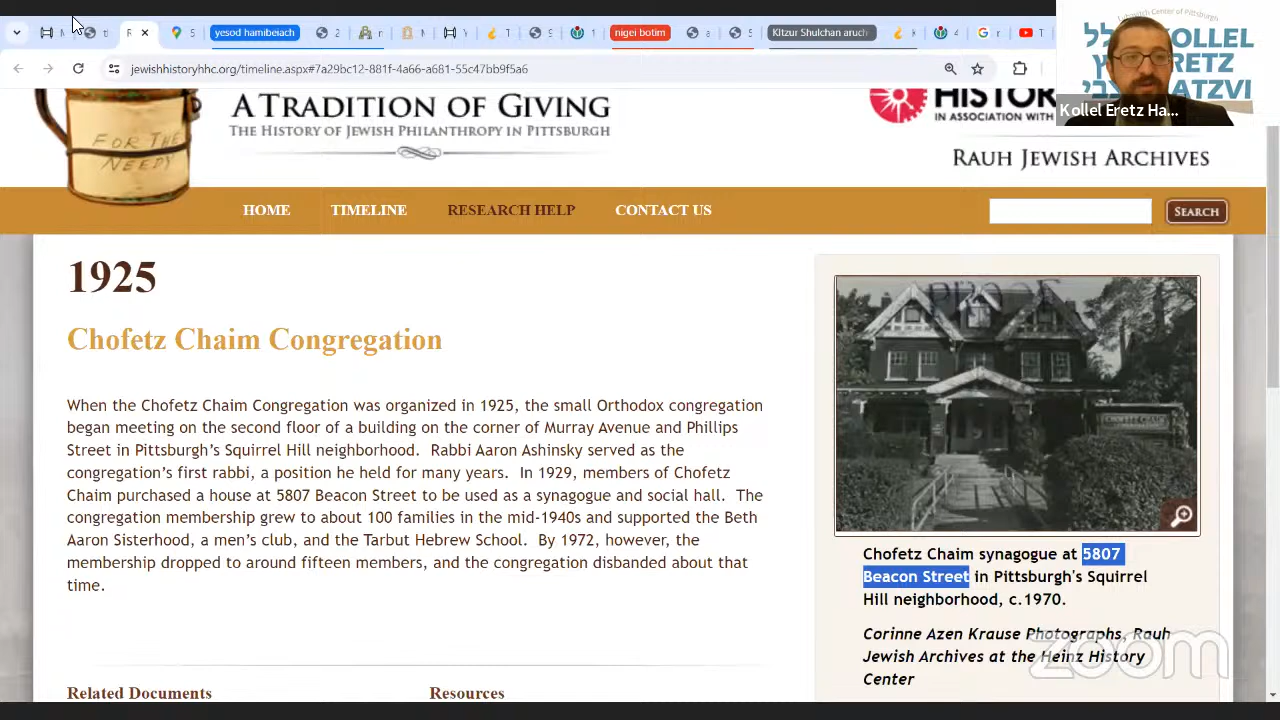 yesod hamibeiach
nigei botim
KItzur Shulchan aruch
jewishhistoryhhc.org/timeline.aspx#7a29bc12-881f-4a66-a681-
KOLLEL
ERETZ
Kollel Eretz Ha...
FOR THE
NEEDY
A TRADITION OF GIVING
THE HISTORY OF JEWISH PHILANTHROPY IN PITTSBURGH
IN ASSOCIATION WITH
RAUH JEWISH ARCHIVES
HOME
TIMELINE
RESEARCH HELP
CONTACT US
SEARCH
1925
Chofetz Chaim Congregation
When the Chofetz Chaim Congregation was organized in 1925, the small Orthodox congregation
began meeting on the second floor of a building on the corner of Murray Avenue and Phillips
Street in Pittsburgh's Squirrel Hill neighborhood. Rabbi Aaron Ashinsky served as the
congregation's first rabbi, a position he held for many years. In 1929, members of Chofetz
Chaim purchased a house at 5807 Beacon Street to be used as a synagogue and social hall. The
congregation membership grew to about 100 families in the mid-1940s and supported the Beth
Aaron Sisterhood, a men's club, and the Tarbut Hebrew School. By 1972, however, the
membership dropped to around fifteen members, and the congregation disbanded about that
time.
PROOF
Chofetz Chaim synagogue at 5807
Beacon Street in Pittsburgh's Squirrel
Hill neighborhood, c.1970.
Corinne Azen Krause Photographs, Rauh
Jewish Archives at the Heinz History
Center
zoom
Related Documents
Resources